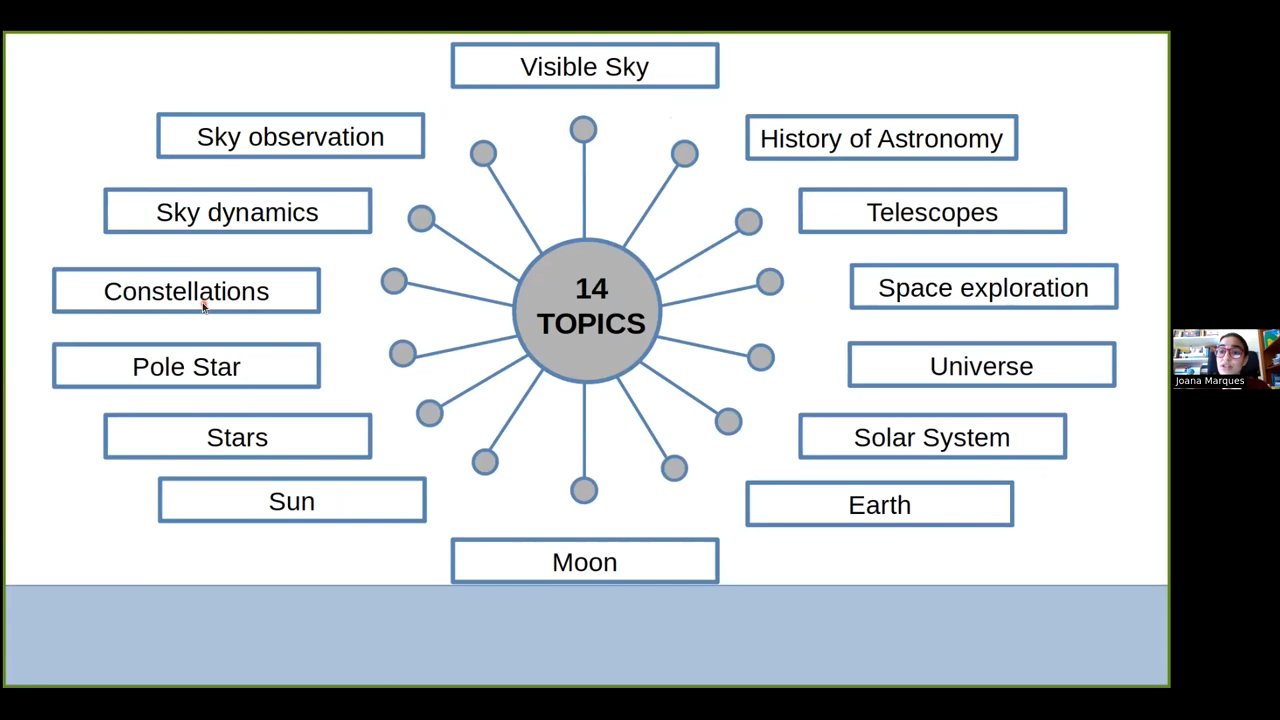 Visible Sky
Sky observation
History of Astronomy
Sky dynamics
Telescopes
Constellations
Space exploration
14
TOPICS
Pole Star
Universe
Stars
Solar System
Sun
Earth
Moon
Joana Marques